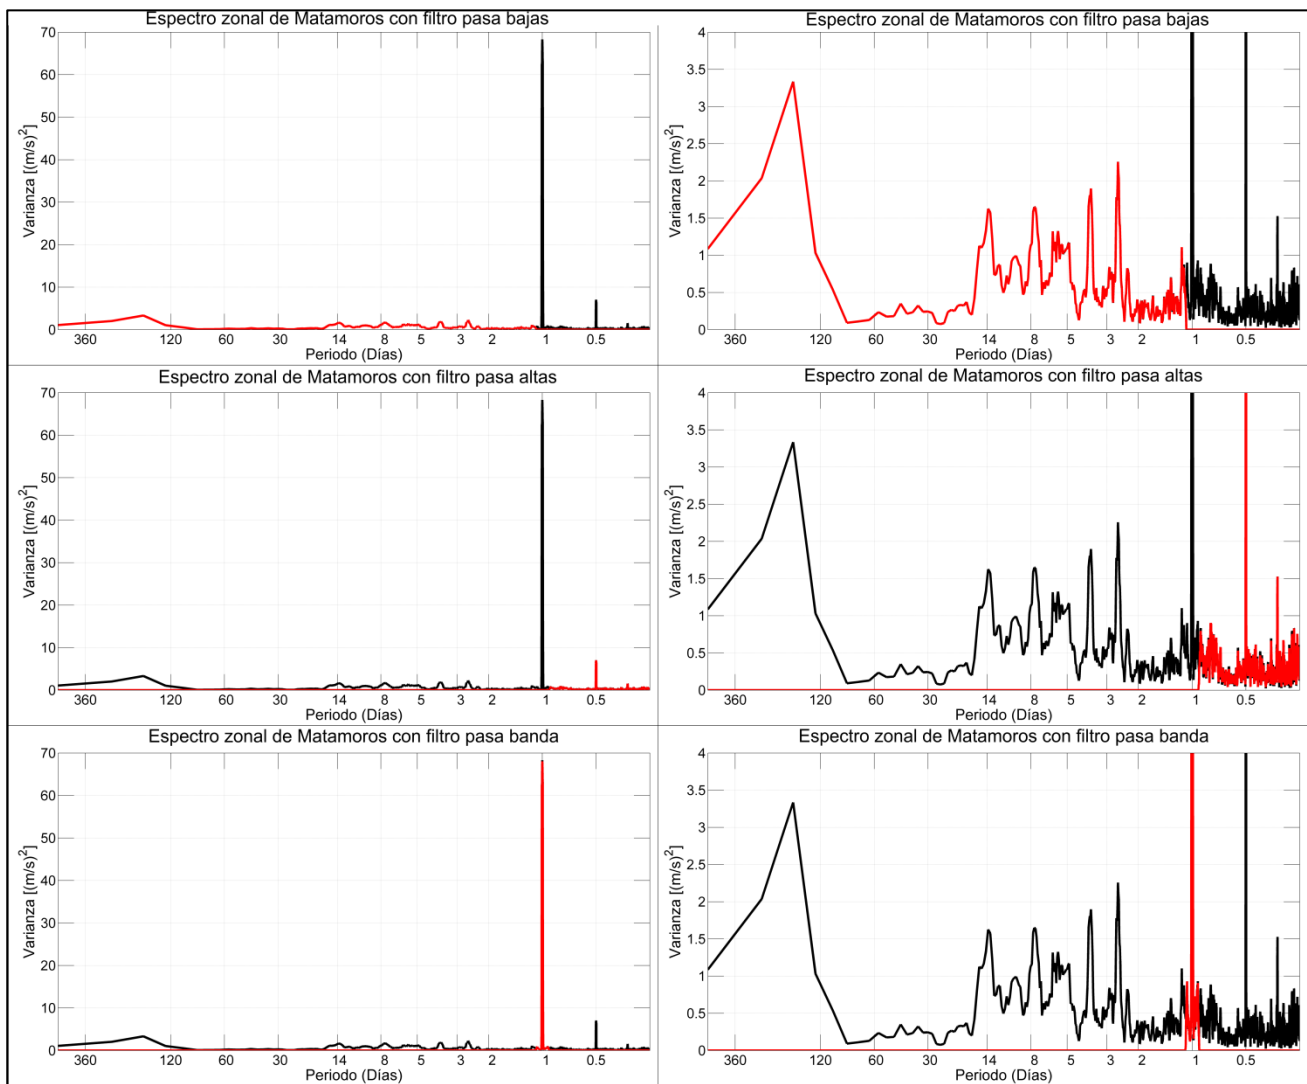 Espectro zonal de Matamoros con filtro pasa bajas
Varianza [(m/s)²]
70
60
50
40
30
20
10
0
360 120 60 30 14 8 5 3 2 1 0.5
Periodo (Días)
Espectro zonal de Matamoros con filtro pasa bajas
Varianza [(m/s)²]
4
3.5
3
2.5
2
1.5
1
0.5
0
360 120 60 30 14 8 5 3 2 1 0.5
Periodo (Días)
Espectro zonal de Matamoros con filtro pasa altas
Varianza [(m/s)²]
70
60
50
40
30
20
10
0
360 120 60 30 14 8 5 3 2 1 0.5
Periodo (Días)
Espectro zonal de Matamoros con filtro pasa altas
Varianza [(m/s)²]
4
3.5
3
2.5
2
1.5
1
0.5
0
360 120 60 30 14 8 5 3 2 1 0.5
Periodo (Días)
Espectro zonal de Matamoros con filtro pasa banda
Varianza [(m/s)²]
70
60
50
40
30
20
10
0
360 120 60 30 14 8 5 3 2 1 0.5
Periodo (Días)
Espectro zonal de Matamoros con filtro pasa banda
Varianza [(m/s)²]
4
3.5
3
2.5
2
1.5
1
0.5
0
360 120 60 30 14 8 5 3 2 1 0.5
Periodo (Días)